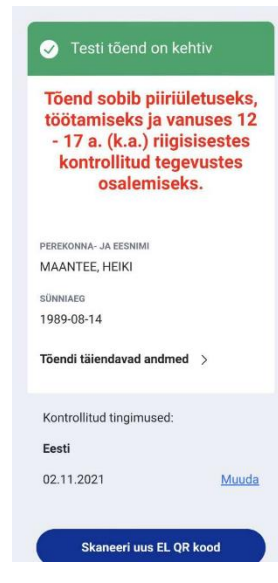 Testi tõend on kehtiv
Tõend sobib piiriületuseks,
töötamiseks ja vanuses 12
- 17 a. (k.a.) riigisisestes
kontrollitud tegevustes
osalemiseks.
PEREKONNA- JA EESNIMI
MAANTEE, HEIKI
SÜNNIAEG
1989-08-14
Tõendi täiendavad andmed >
Kontrollitud tingimused:
Eesti
02.11.2021 Muuda
Skaneeri uus EL QR kood